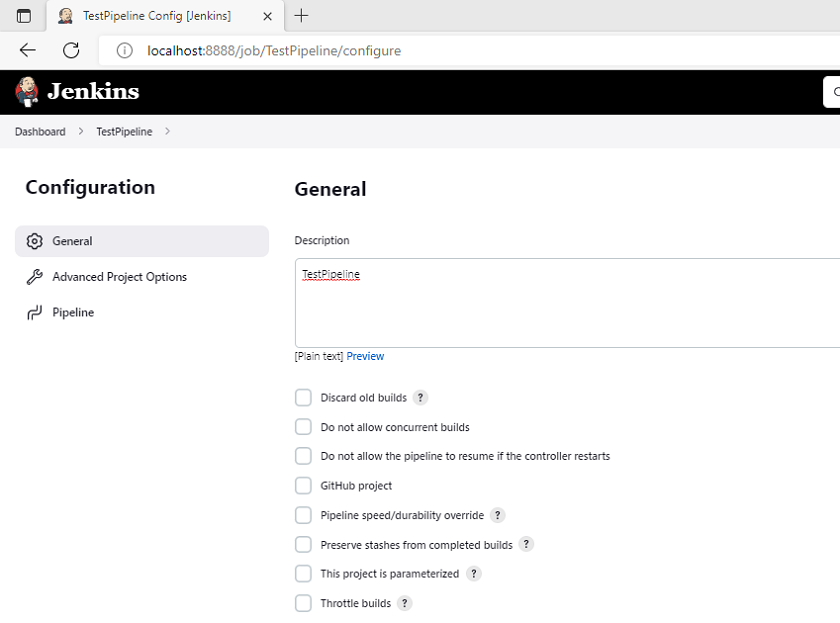 TestPipeline Config [Jenkins]
localhost:8888/job/TestPipeline/configure
Jenkins
Dashboard > TestPipeline >
Configuration
General
General
Advanced Project Options
Pipeline
Description
TestPipeline
[Plain text] Preview
Discard old builds ?
Do not allow concurrent builds
Do not allow the pipeline to resume if the controller restarts
GitHub project
Pipeline speed/durability override ?
Preserve stashes from completed builds ?
This project is parameterized ?
Throttle builds ?